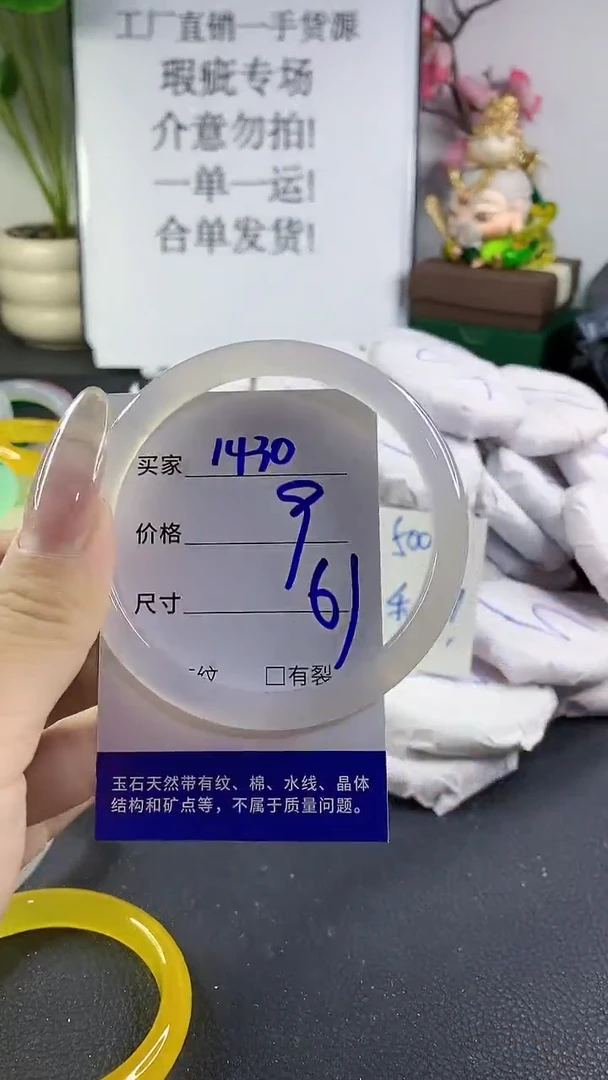 工厂直销一手货源
瑕疵专场
介意勿拍!
一单一运!
合单发货!
买家 1430
价格 9
尺寸 61
纹 □有裂
500
玉石天然带有纹、棉、水线、晶体
结构和矿点等，不属于质量问题。